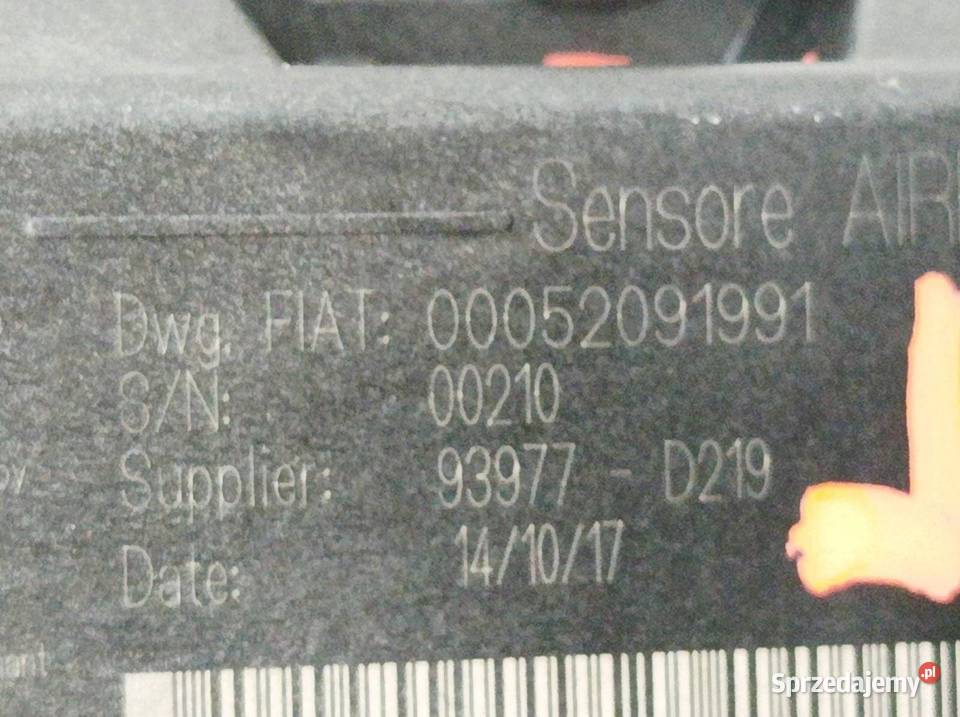 Sensore
Dwg. FIAT: 00052091991
S/N: 00210
Supplier: 93977 - D219
Date: 14/10/17
Sprzedajemy.pl